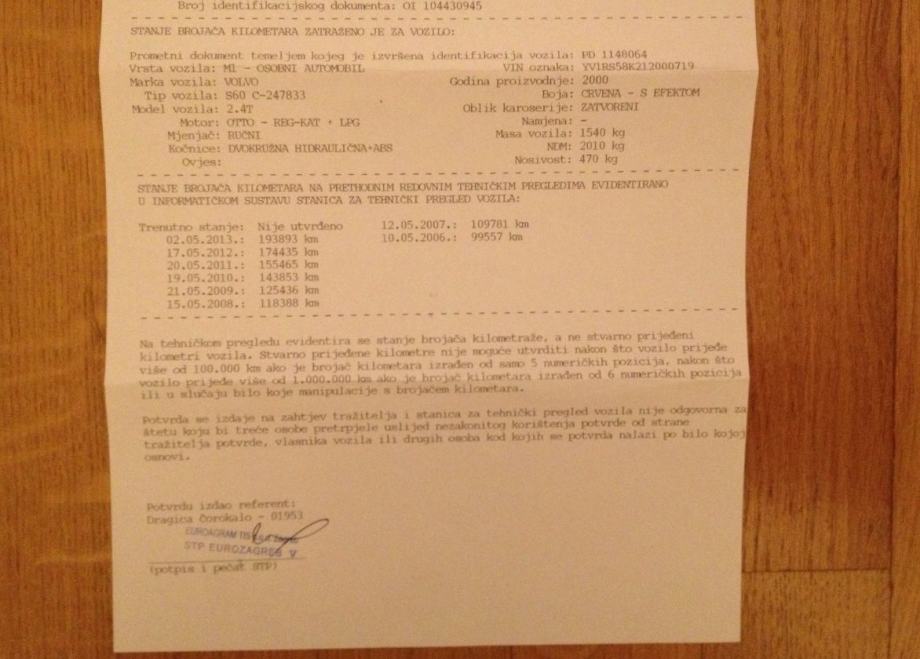 Broj identifikacijskog dokumenta: OI 104430945
STANJE BROJAČA KILOMETARA ZATRAŽENO JE ZA VOZILO:
Prometni dokument temeljem kojeg je izvršena identifikacija vozila: PD 1148064
Vrsta vozila: M1 - OSOBNI AUTOMOBIL VIN oznaka: YV1RS58K212000719
Marka vozila: VOLVO Godina proizvodnje: 2000
Tip vozila: S60 C-247833 Boja: CRVENA - S EFEKTOM
Model vozila: 2.4T Oblik karoserije: ZATVORENI
Motor: OTTO - REG-KAT + LPG Namjena: -
Mjenjač: RUČNI Masa vozila: 1540 kg
Kočnice: DVOKRUŽNA HIDRAULIČNA+ABS NDM: 2010 kg
Ovjes: Nosivost: 470 kg
STANJE BROJAČA KILOMETARA NA PRETHODNIM REDOVNIM TEHNIČKIM PREGLEDIMA EVIDENTIRANO
U INFORMATIČKOM SUSTAVU STANICA ZA TEHNIČKI PREGLED VOZILA:
Trenutno stanje: Nije utvrđeno 12.05.2007.: 109781 km
02.05.2013.: 193893 km 10.05.2006.: 99557 km
17.05.2012.: 174435 km
20.05.2011.: 155465 km
19.05.2010.: 143853 km
21.05.2009.: 125436 km
15.05.2008.: 118388 km
Na tehničkom pregledu evidentira se stanje brojača kilometraže, a ne stvarno prijeđeni
kilometri vozila. Stvarno prijeđene kilometre nije moguće utvrditi nakon što vozilo prijeđe
više od 100.000 km ako je brojač kilometara izrađen od samo 5 numeričkih pozicija, nakon što
vozilo prijeđe više od 1.000.000 km ako je brojač kilometara izrađen od 6 numeričkih pozicija
ili u slučaju bilo koje manipulacije s brojačem kilometara.
Potvrda se izdaje na zahtjev tražitelja i stanica za tehnički pregled vozila nije odgovorna za
štetu koju bi treće osobe pretrpjele uslijed nezakonitog korištenja potvrde od strane
tražitelja potvrde, vlasnika vozila ili drugih osoba kod kojih se potvrda nalazi po bilo kojoj
osnovi.
Potvrdu izdao referent:
Dragica Čorokalo - 01953
EUROAGRAM TIS
STP EUROZAGREB V
(potpis i pečat STP)